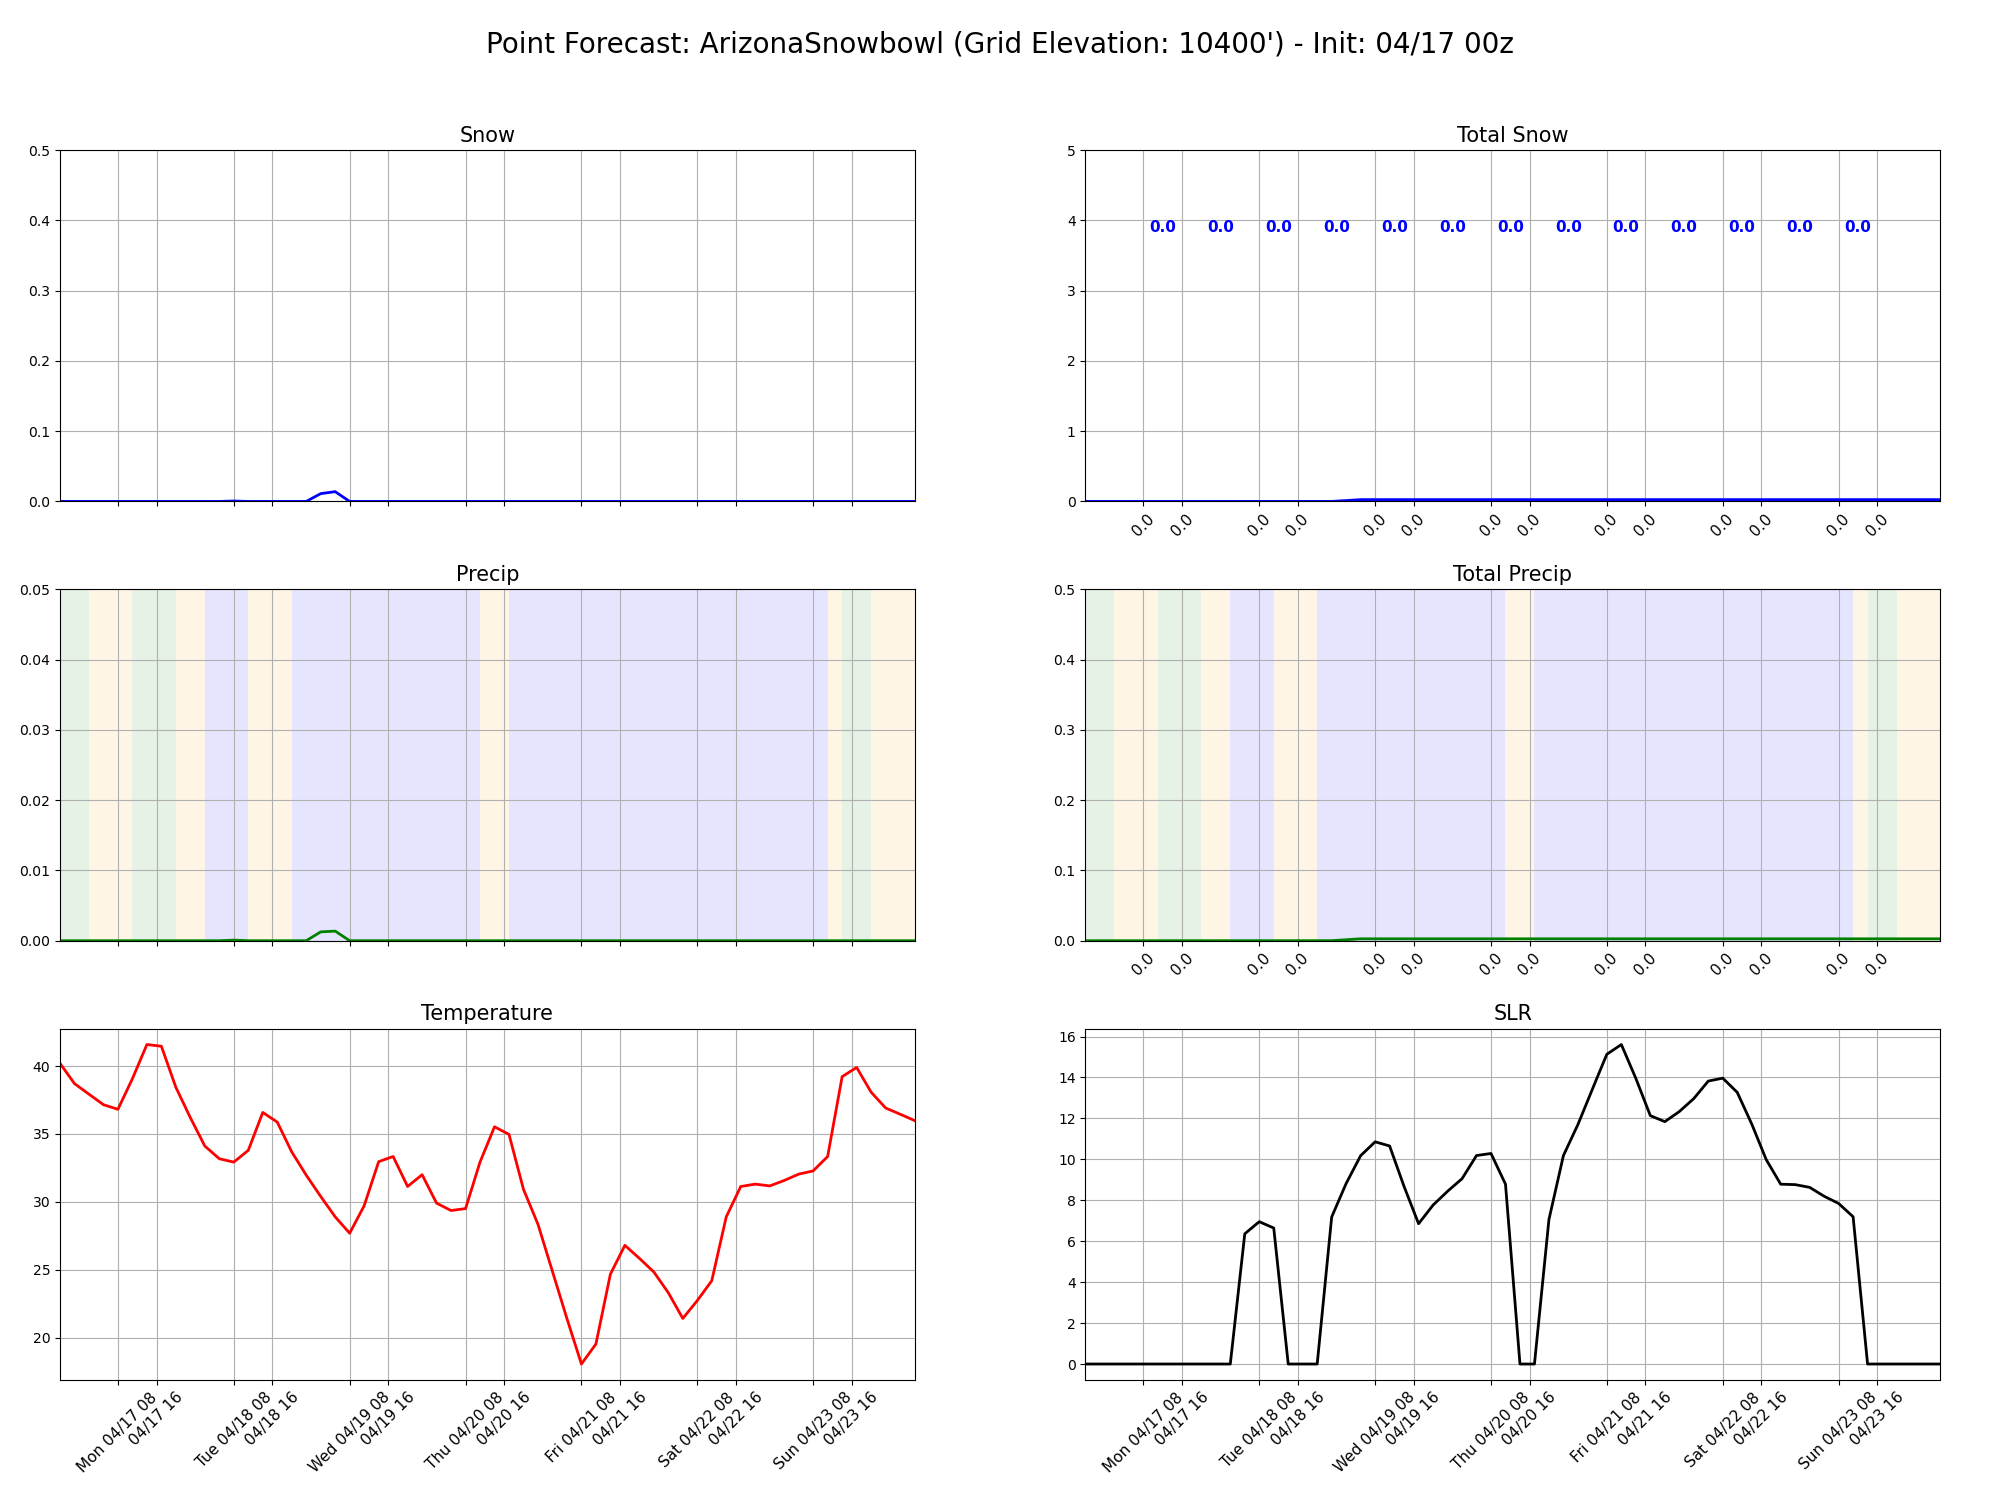 Point Forecast: ArizonaSnowbowl (Grid Elevation: 10400') - Init: 04/17 00z
Snow
0.5
0.4
0.3
0.2
0.1
0.0
Total Snow
5
4
3
2
1
0
0.0 0.0 0.0 0.0 0.0 0.0 0.0 0.0 0.0 0.0 0.0 0.0 0.0
0.0 0.0 0.0 0.0 0.0 0.0 0.0 0.0 0.0 0.0 0.0 0.0 0.0 0.0
Precip
0.05
0.04
0.03
0.02
0.01
0.00
Total Precip
0.5
0.4
0.3
0.2
0.1
0.0
0.0 0.0 0.0 0.0 0.0 0.0 0.0 0.0 0.0 0.0 0.0 0.0 0.0 0.0
Temperature
40
35
30
25
20
Mon 04/17 08
04/17 16
Tue 04/18 08
04/18 16
Wed 04/19 08
04/19 16
Thu 04/20 08
04/20 16
Fri 04/21 08
04/21 16
Sat 04/22 08
04/22 16
Sun 04/23 08
04/23 16
SLR
16
14
12
10
8
6
4
2
0
Mon 04/17 08
04/17 16
Tue 04/18 08
04/18 16
Wed 04/19 08
04/19 16
Thu 04/20 08
04/20 16
Fri 04/21 08
04/21 16
Sat 04/22 08
04/22 16
Sun 04/23 08
04/23 16